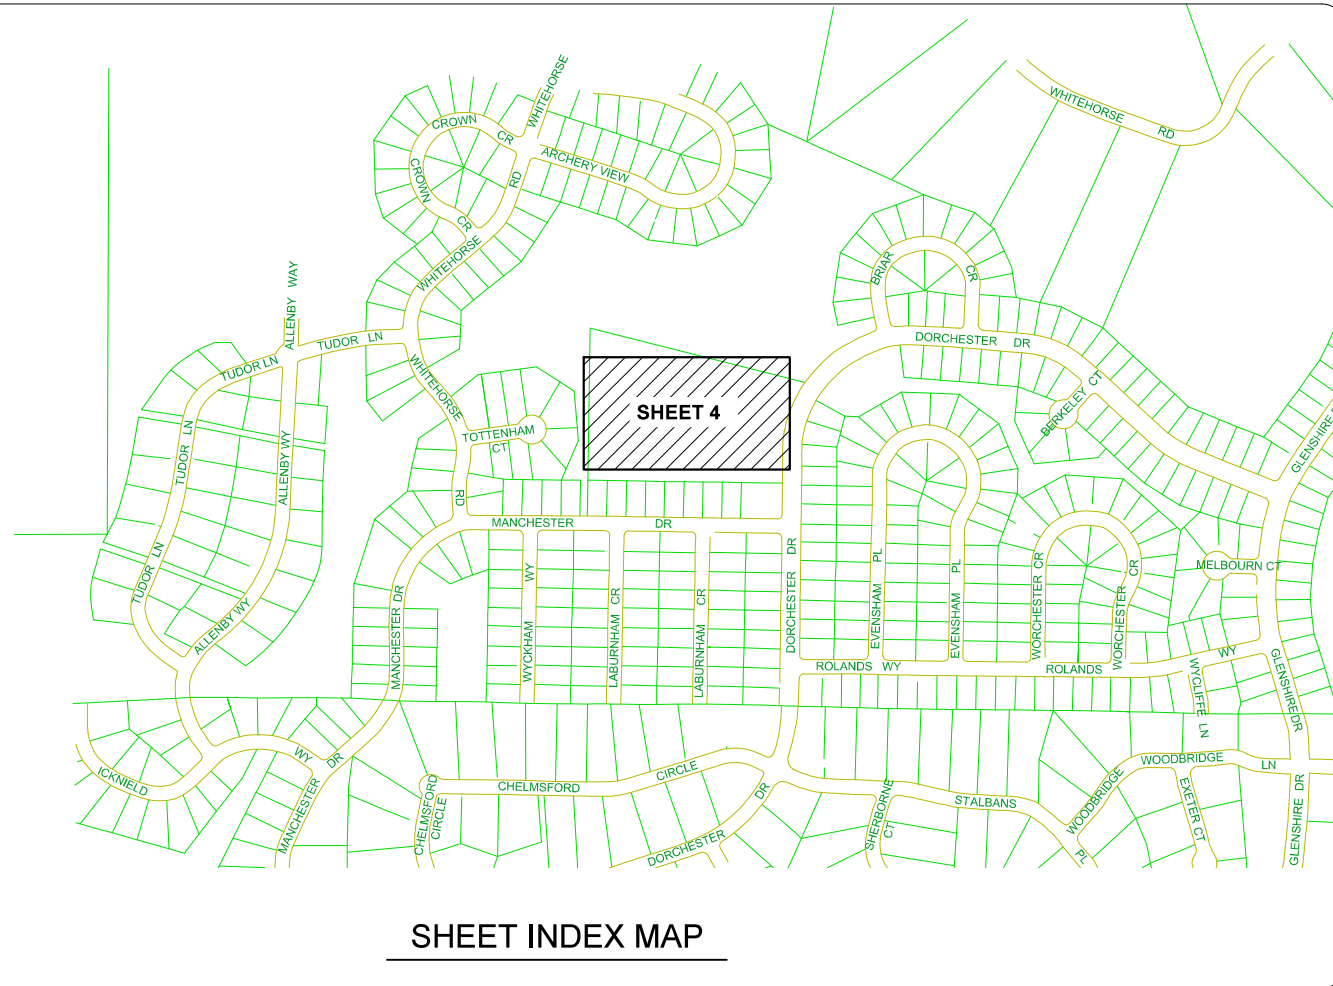 WHITEHORSE
RD
WHITEHORSE
CROWN
CR
ARCHERY VIEW
CROWN
RD
CR
WHITEHORSE
BRIAR
CR
ALLENBY WAY
TUDOR LN
TUDOR LN
DORCHESTER DR
WHITEHORSE
SHEET 4
BERKELEY CT
GLENSHIRE
TOTTENHAM
CT
TUDOR LN
ALLENBY WY
RD
MANCHESTER DR
TUDOR LN
MANCHESTER DR
WYCKHAM WY
LABURNHAM CR
LABURNHAM CR
DORCHESTER DR
EVENSHAM PL
EVENSHAM PL
WORCHESTER CR
WORCHESTER CR
MELBOURN CT
ALLENBY WY
ROLANDS WY
ROLANDS
WY
WYCLIFFE LN
GLENSHIRE DR
ICKNIELD
WY
MANCHESTER DR
CHELMSFORD
CIRCLE
CHELMSFORD
CIRCLE
DORCHESTER DR
SHERBORNE
CT
STALBANS
PL
WOODBRIDGE
WOODBRIDGE
LN
EXETER CT
GLENSHIRE DR
SHEET INDEX MAP